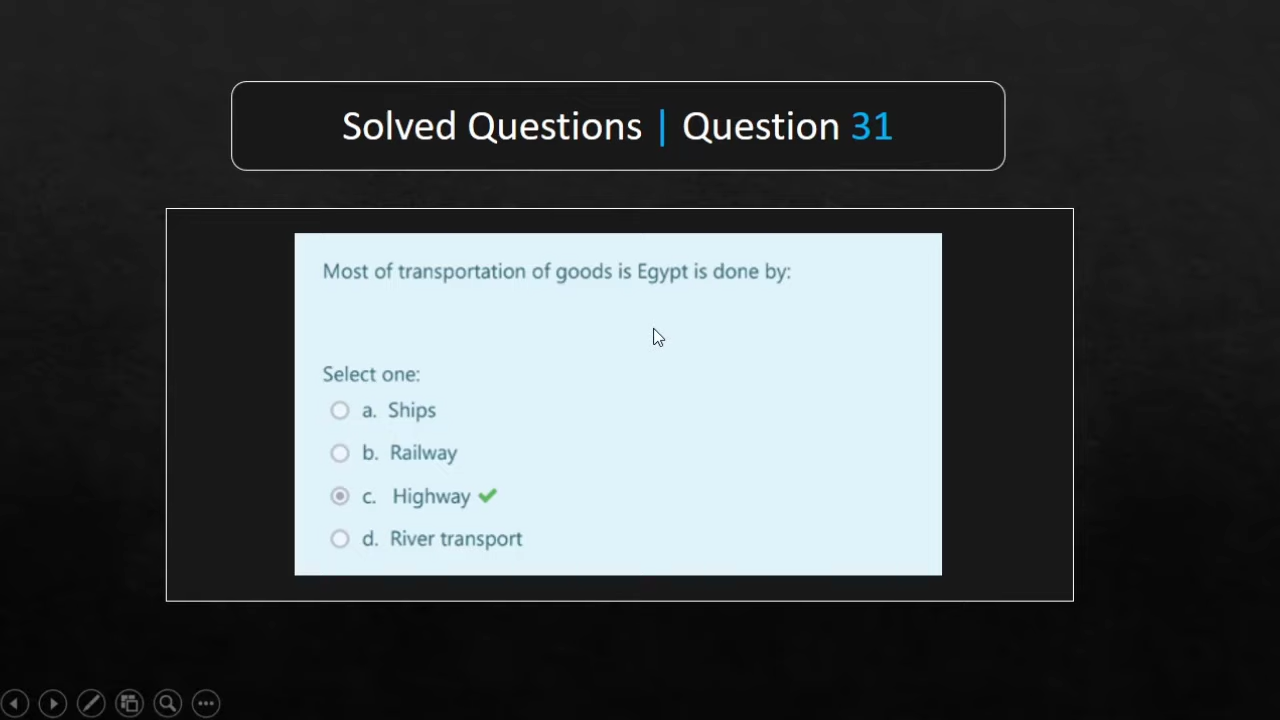 Solved Questions | Question 31
Most of transportation of goods is Egypt is done by:
Select one:
a. Ships
b. Railway
c. Highway
d. River transport